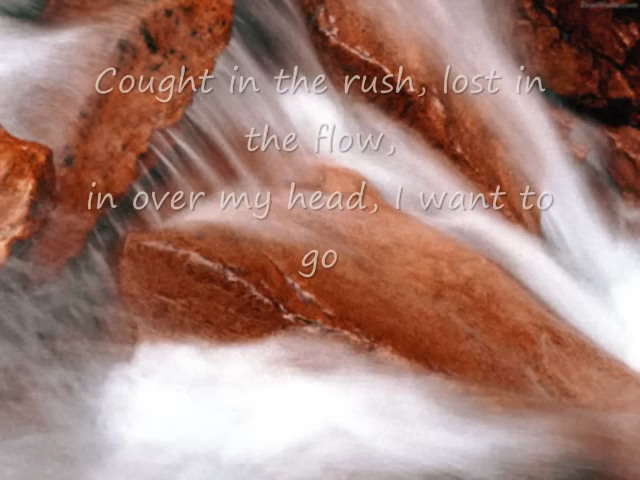 Cought in the rush, lost in
the flow,
in over my head, I want to
go